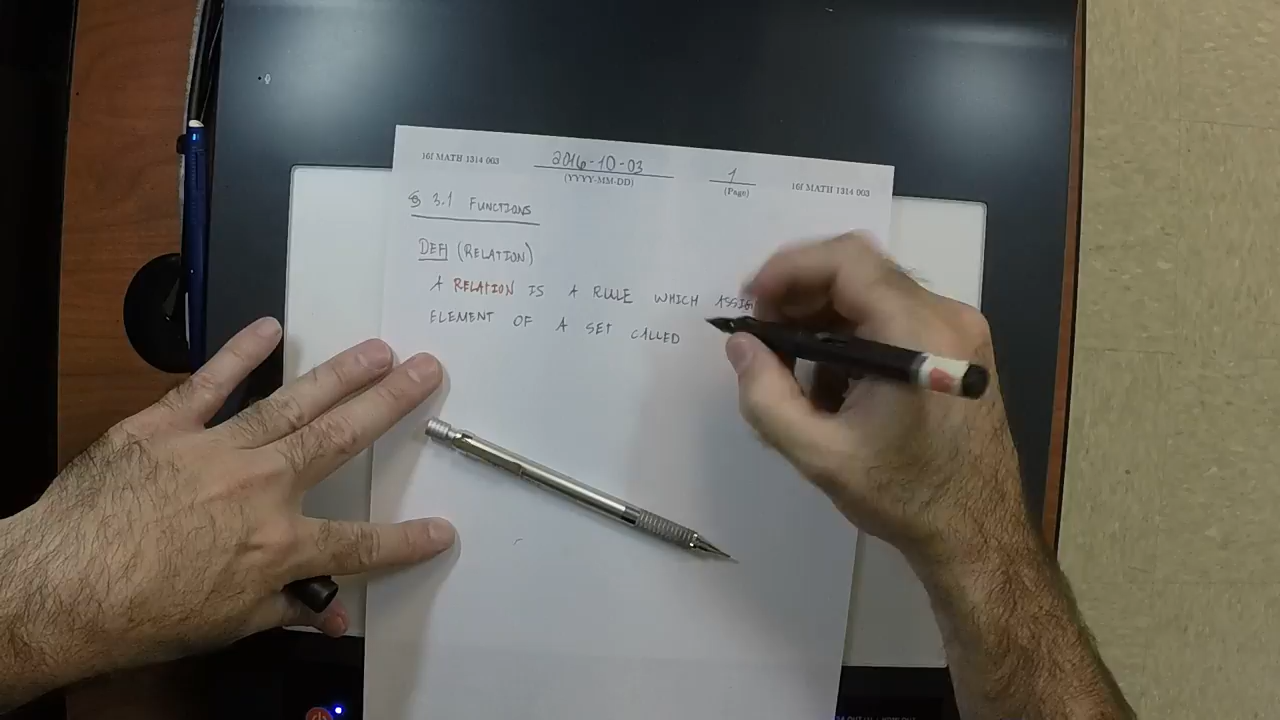 16f MATH 1314 003 2016-10-03 1 16f MATH 1314 003
(YYYY-MM-DD) (Page)
§ 3.1 FUNCTIONS
DEF (RELATION)
A RELATION IS A RULE WHICH
ELEMENT OF A SET CALLED